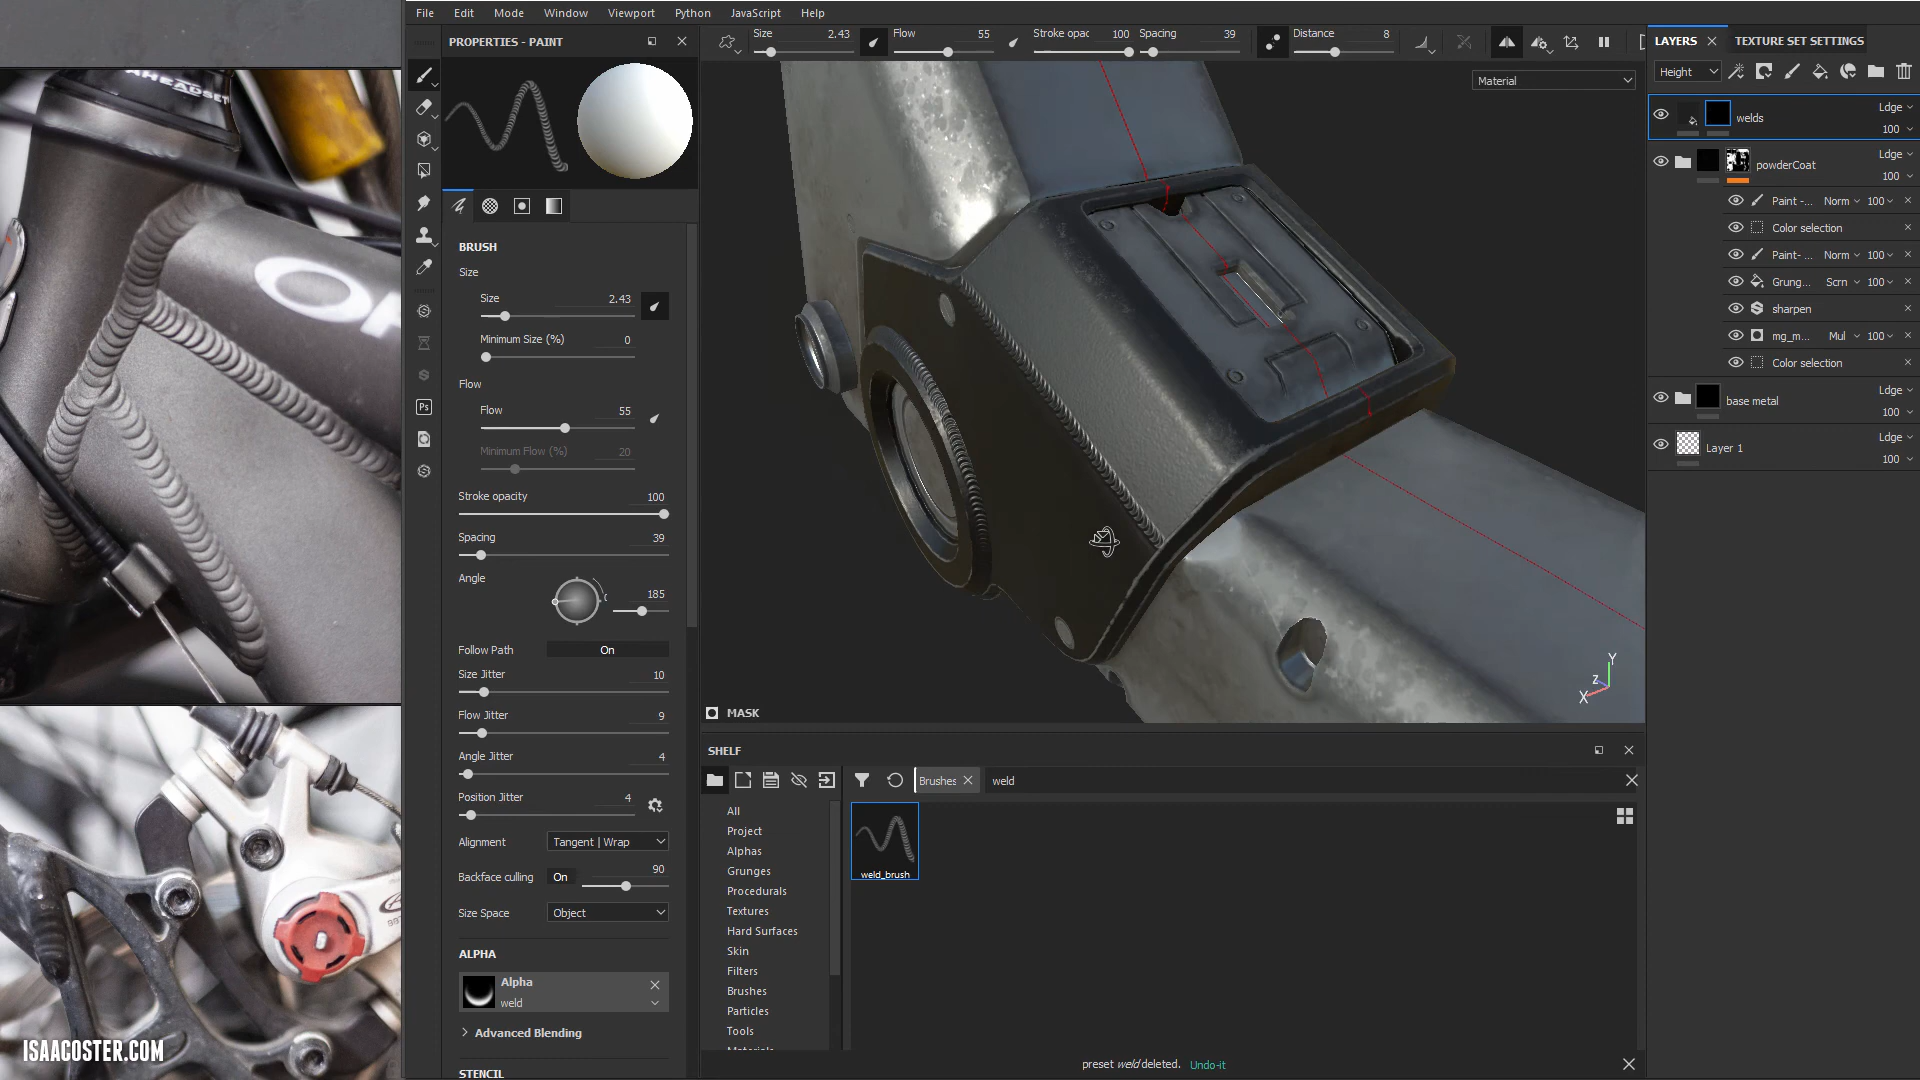 AHEADSET
ISAACOSTER.COM
File Edit Mode Window Viewport Python JavaScript Help
PROPERTIES - PAINT
Size 2.43 Flow 55 Stroke opac 100 Spacing 39 Distance 8
Material
BRUSH
Size
Size 2.43
Minimum Size (%) 0
Flow
Flow 55
Minimum Flow (%) 20
Stroke opacity 100
Spacing 39
Angle
185
Follow Path On
Size Jitter 10
Flow Jitter 9
Angle Jitter 4
Position Jitter 4
Alignment Tangent | Wrap
Backface culling On 90
Size Space Object
ALPHA
Alpha
weld
Advanced Blending
STENCIL
Ps
Y
Z
X
MASK
SHELF
Brushes
weld
All
Project
Alphas
Grunges
Procedurals
Textures
Hard Surfaces
Skin
Filters
Brushes
Particles
Tools
Materials
weld_brush
preset weld deleted. Undo-it
LAYERS TEXTURE SET SETTINGS
Height
welds Ldge
100
powderCoat Ldge
100
Paint -... Norm 100
Color selection
Paint- ... Norm 100
Grung... Scrn 100
sharpen
mg_m... Mul 100
Color selection
base metal Ldge
100
Layer 1 Ldge
100